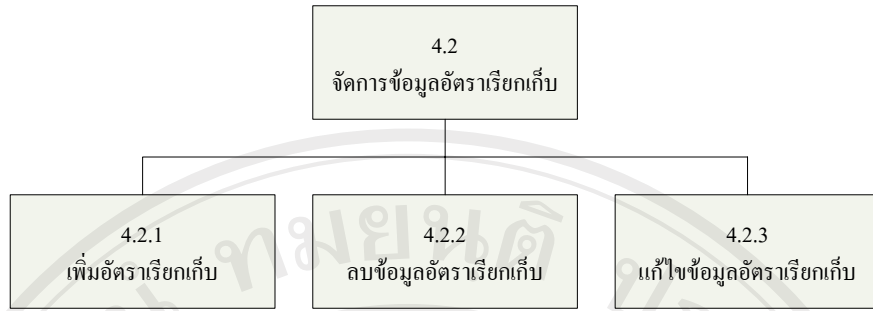 4.2
จัดการข้อมูลอัตราเรียกเก็บ
4.2.1
เพิ่มอัตราเรียกเก็บ
4.2.2
ลบข้อมูลอัตราเรียกเก็บ
4.2.3
แก้ไขข้อมูลอัตราเรียกเก็บ